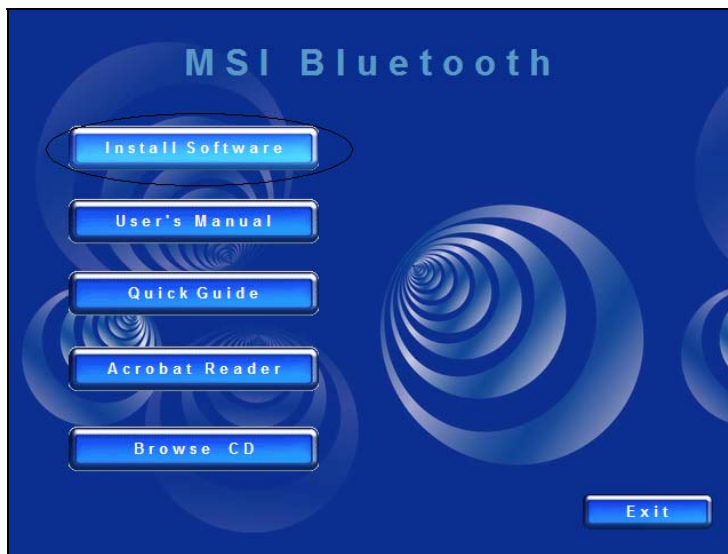 MSI Bluetooth
Install Software
User's Manual
Quick Guide
Acrobat Reader
Browse CD
Exit